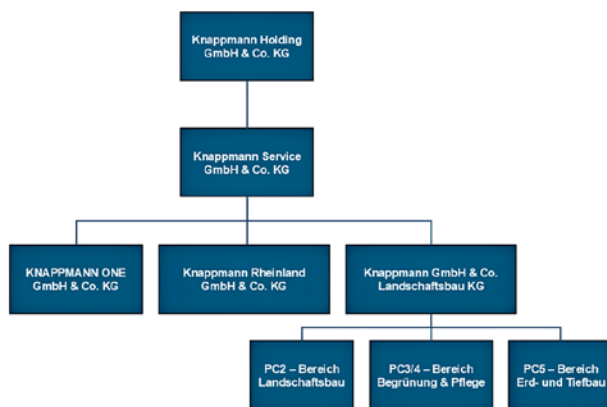 Knappmann Holding
GmbH & Co. KG
Knappmann Service
GmbH & Co. KG
KNAPPMANN ONE
GmbH & Co. KG
Knappmann Rheinland
GmbH & Co. KG
Knappmann GmbH & Co.
Landschaftsbau KG
PC2 – Bereich
Landschaftsbau
PC3/4 – Bereich
Begrünung & Pflege
PC5 – Bereich
Erd- und Tiefbau